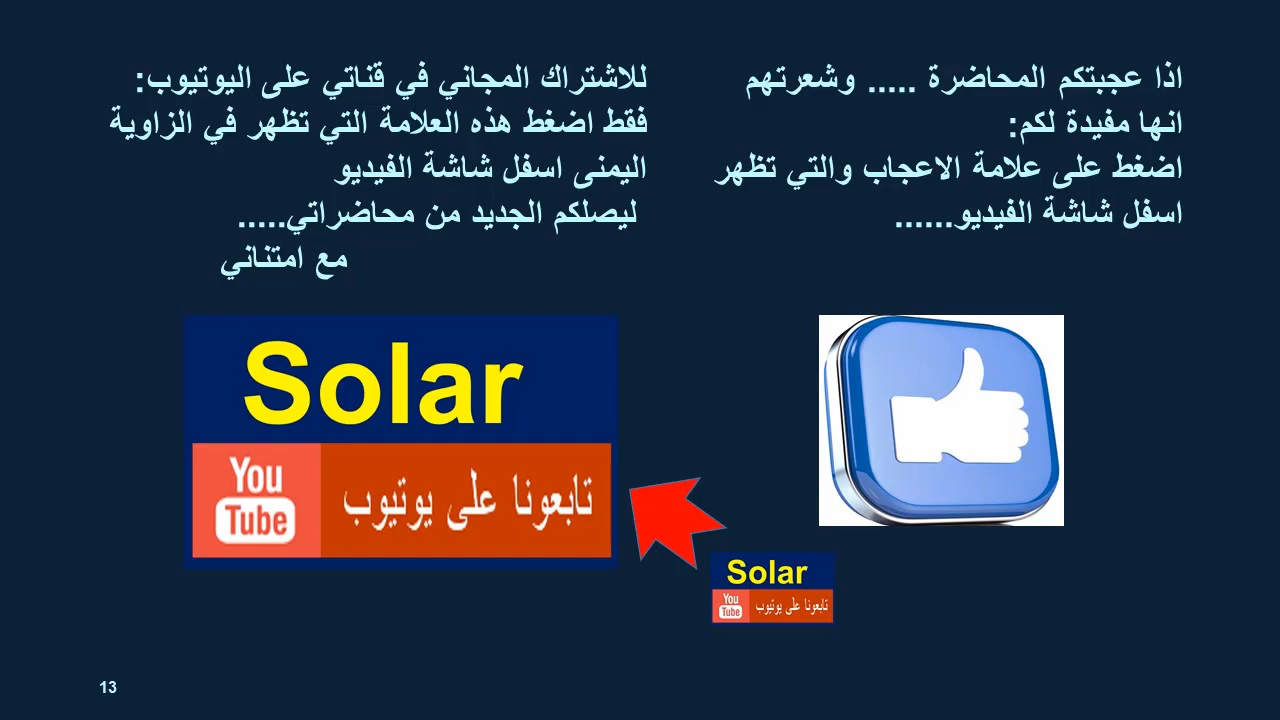 اذا عجبتكم المحاضرة ..... وشعرتهم
انها مفيدة لكم:
اضغط على علامة الاعجاب والتي تظهر
اسفل شاشة الفيديو......
للاشتراك المجاني في قناتي على اليوتيوب:
فقط اضغط هذه العلامة التي تظهر في الزاوية
اليمنى اسفل شاشة الفيديو
ليصلكم الجديد من محاضراتي.....
مع امتناني
Solar
You
Tube
تابعونا على يوتيوب
Solar
You
Tube
تابعونا على يوتيوب
13